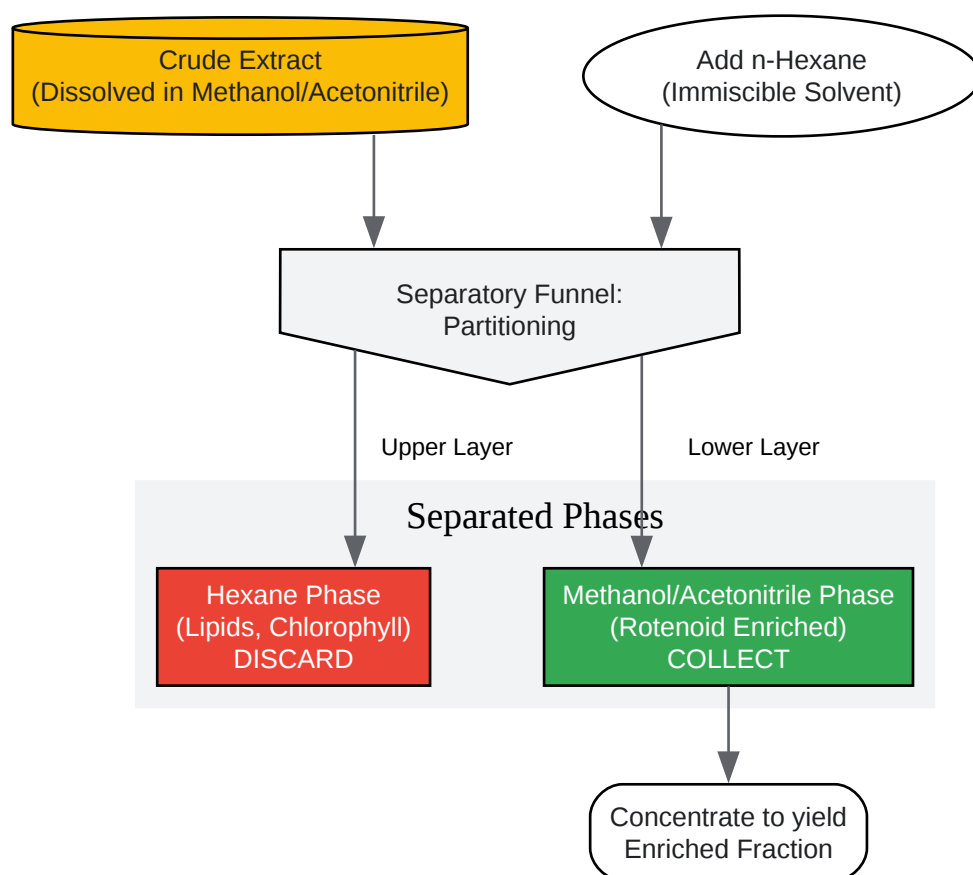 Crude Extract
(Dissolved in Methanol/Acetonitrile)
Add n-Hexane
(Immiscible Solvent)
Separatory Funnel:
Partitioning
Upper Layer
Lower Layer
Separated Phases
Hexane Phase
(Lipids, Chlorophyll)
DISCARD
Methanol/Acetonitrile Phase
(Rotenoid Enriched)
COLLECT
Concentrate to yield
Enriched Fraction